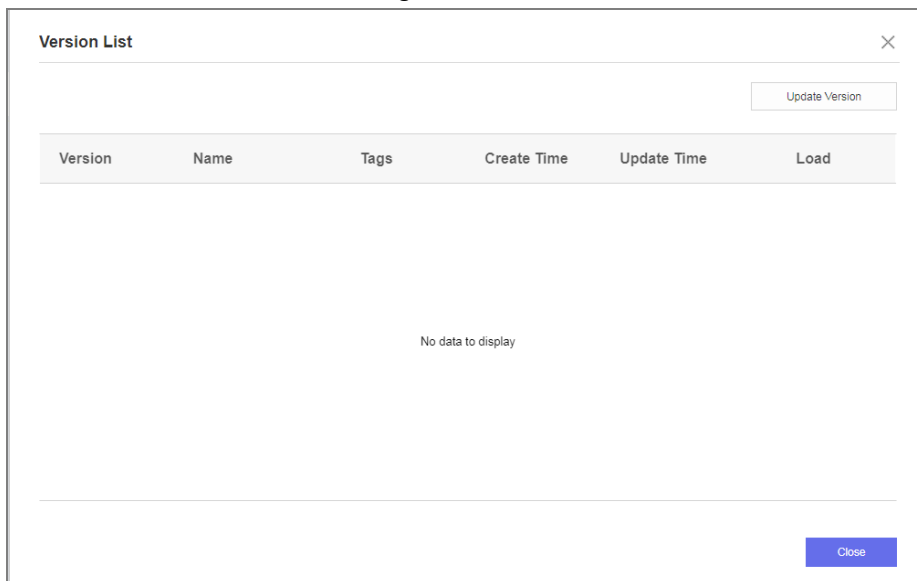 Version List
Update Version
Version Name Tags Create Time Update Time Load
No data to display
Close